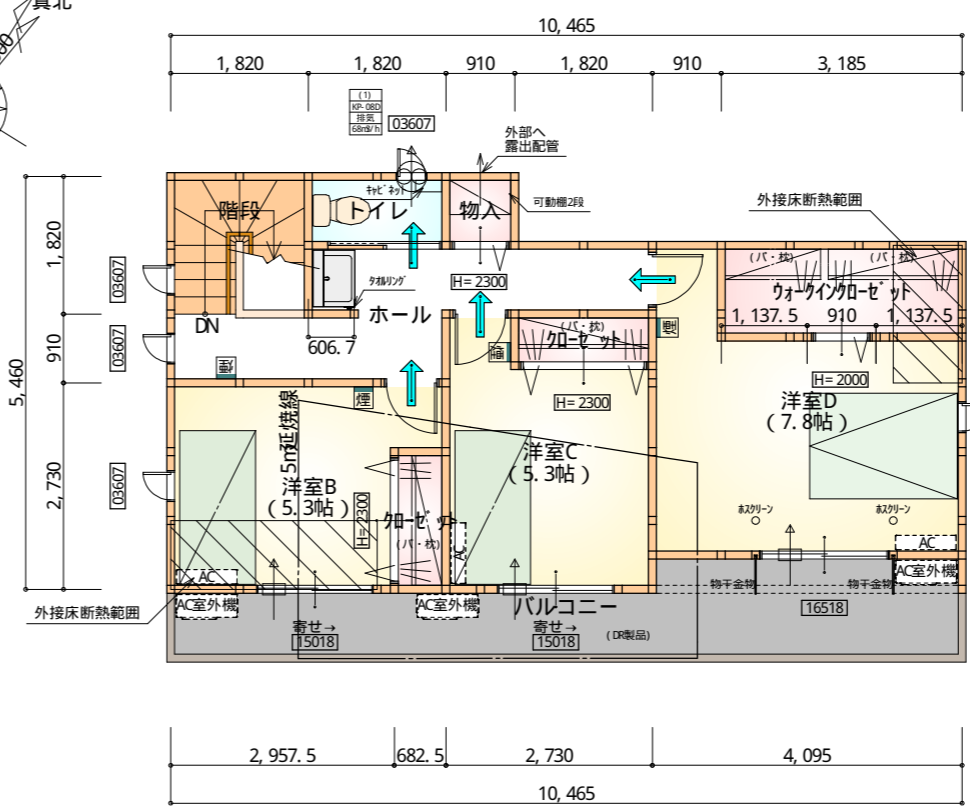 真北
10,465
1,820
1,820
910
1,820
910
3,185
(1)
KP-08D
排気
68m3/h
03607
外部へ
露出配管
キャビネット
トイレ
物入
可動棚2段
外接床断熱範囲
階段
(パ・枕)
(パ・枕)
ウォークインクローゼット
H=2300
タオルリング
ホール
1,137.5
910
1,137.5
DN
606.7
(パ・枕)
クローゼット
煙
煙
煙
煙
H=2000
H=2300
洋室D
(7.8帖)
5m延焼線
洋室C
(5.3帖)
洋室B
(5.3帖)
H=2300
クローゼット
(パ・枕)
ホスクリーン
ホスクリーン
AC
AC
AC
AC室外機
AC室外機
AC室外機
物干金物
物干金物
バルコニー
(DR製品)
外接床断熱範囲
寄せ→
15018
寄せ→
15018
16518
5,460
1,820
910
2,730
03607
03607
03607
2,957.5
682.5
2,730
4,095
10,465